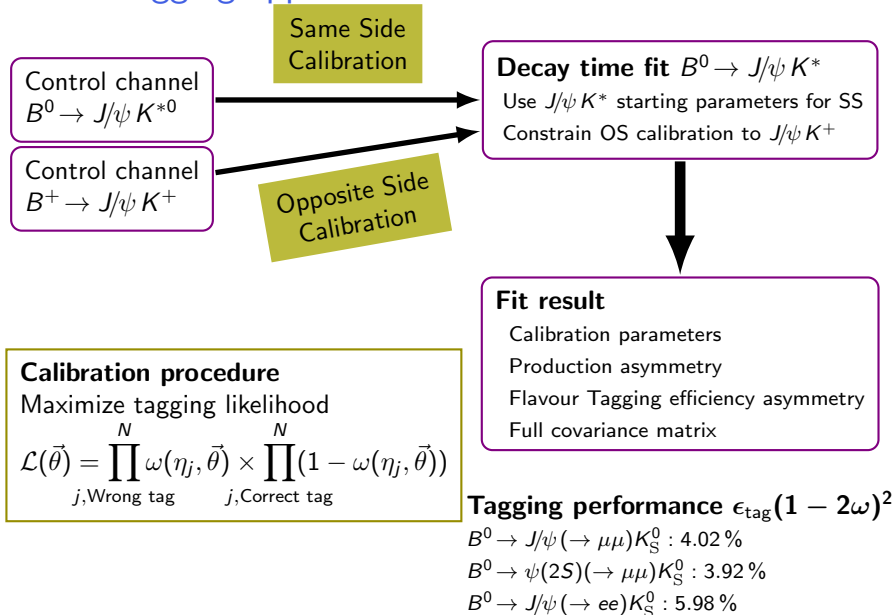 Same Side
Calibration
Control channel
B⁰ → J/ψ K*⁰
Control channel
B⁺ → J/ψ K⁺
Opposite Side
Calibration
Decay time fit B⁰ → J/ψ K*
Use J/ψ K* starting parameters for SS
Constrain OS calibration to J/ψ K⁺
Fit result
Calibration parameters
Production asymmetry
Flavour Tagging efficiency asymmetry
Full covariance matrix
Calibration procedure
Maximize tagging likelihood
N N
ℒ(θ⃗) = ∏ ω(η_j, θ⃗) × ∏ (1 − ω(η_j, θ⃗))
j,Wrong tag j,Correct tag
Tagging performance ϵ_tag(1 − 2ω)²
B⁰ → J/ψ (→ μμ)K_S⁰ : 4.02 %
B⁰ → ψ(2S)(→ μμ)K_S⁰ : 3.92 %
B⁰ → J/ψ (→ ee)K_S⁰ : 5.98 %